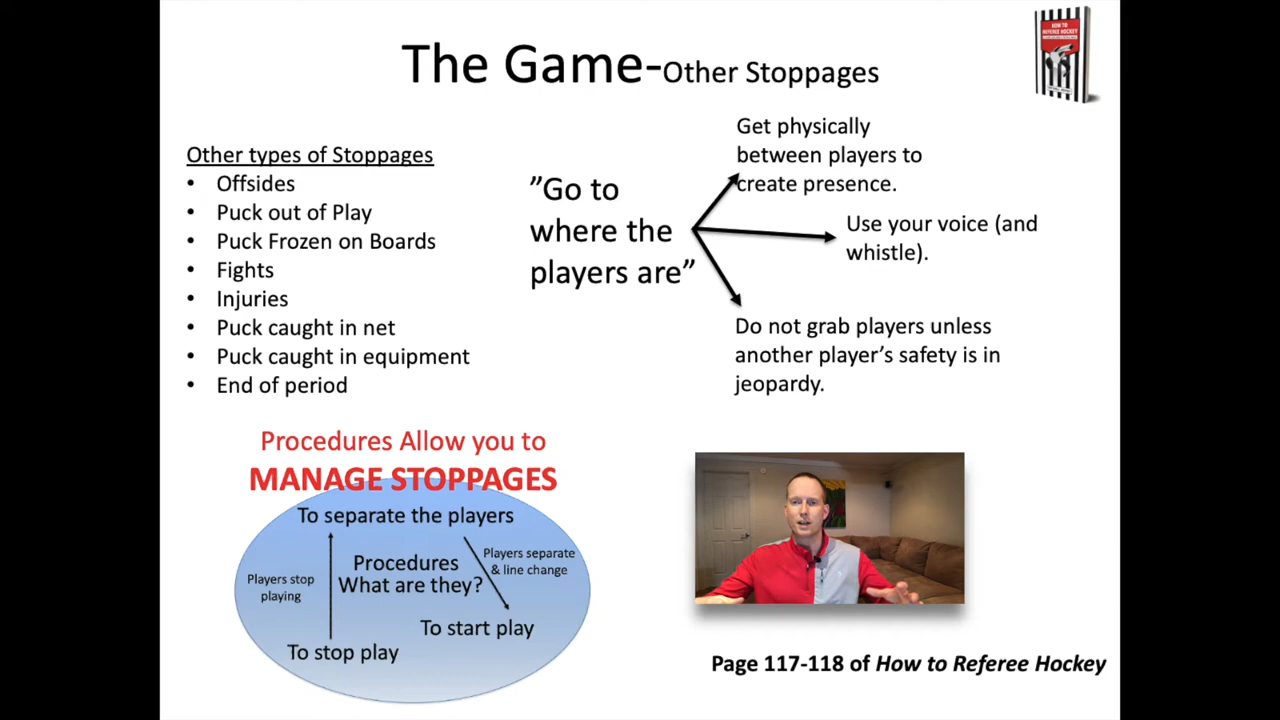 The Game-Other Stoppages
HOW TO
REFEREE HOCKEY
Other types of Stoppages
• Offsides
• Puck out of Play
• Puck Frozen on Boards
• Fights
• Injuries
• Puck caught in net
• Puck caught in equipment
• End of period
”Go to
where the
players are”
Get physically
between players to
create presence.
Use your voice (and
whistle).
Do not grab players unless
another player’s safety is in
jeopardy.
Procedures Allow you to
MANAGE STOPPAGES
To separate the players
Players stop
playing
Procedures
What are they?
Players separate
& line change
To start play
To stop play
Page 117-118 of How to Referee Hockey